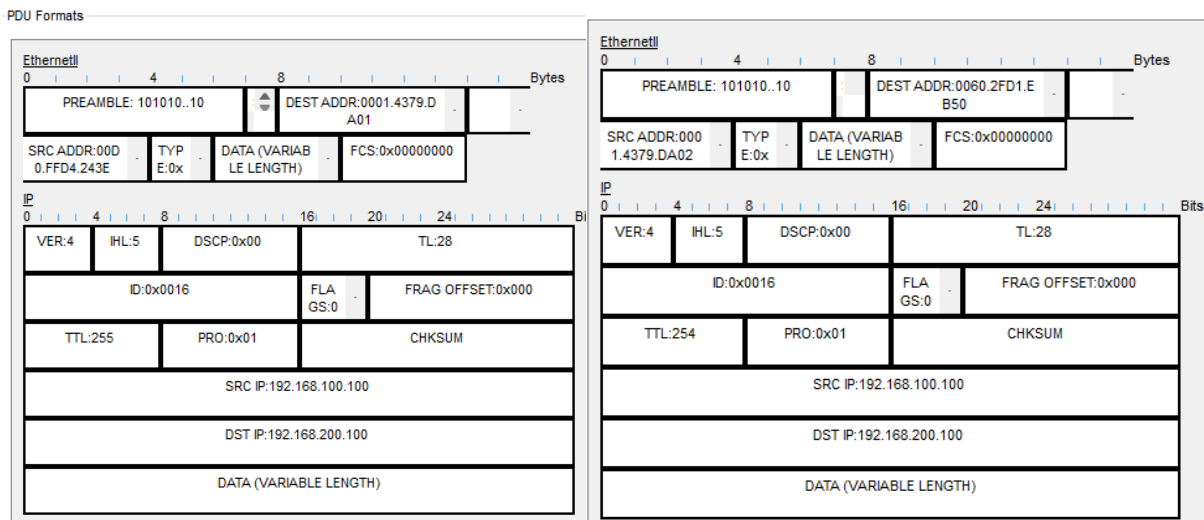 PDU Formats
EthernetII
0 4 8 Bytes
PREAMBLE: 101010..10
DEST ADDR:0001.4379.D
A01
SRC ADDR:00D
0.FFD4.243E
TYP
E:0x
DATA (VARIAB
LE LENGTH)
FCS:0x00000000
IP
0 4 8 16 20 24 Bi
VER:4 IHL:5 DSCP:0x00 TL:28
ID:0x0016
FLA
GS:0
FRAG OFFSET:0x000
TTL:255 PRO:0x01 CHKSUM
SRC IP:192.168.100.100
DST IP:192.168.200.100
DATA (VARIABLE LENGTH)
EthernetII
0 4 8 Bytes
PREAMBLE: 101010..10
DEST ADDR:0060.2FD1.E
B50
SRC ADDR:000
1.4379.DA02
TYP
E:0x
DATA (VARIAB
LE LENGTH)
FCS:0x00000000
IP
0 4 8 16 20 24 Bits
VER:4 IHL:5 DSCP:0x00 TL:28
ID:0x0016
FLA
GS:0
FRAG OFFSET:0x000
TTL:254 PRO:0x01 CHKSUM
SRC IP:192.168.100.100
DST IP:192.168.200.100
DATA (VARIABLE LENGTH)